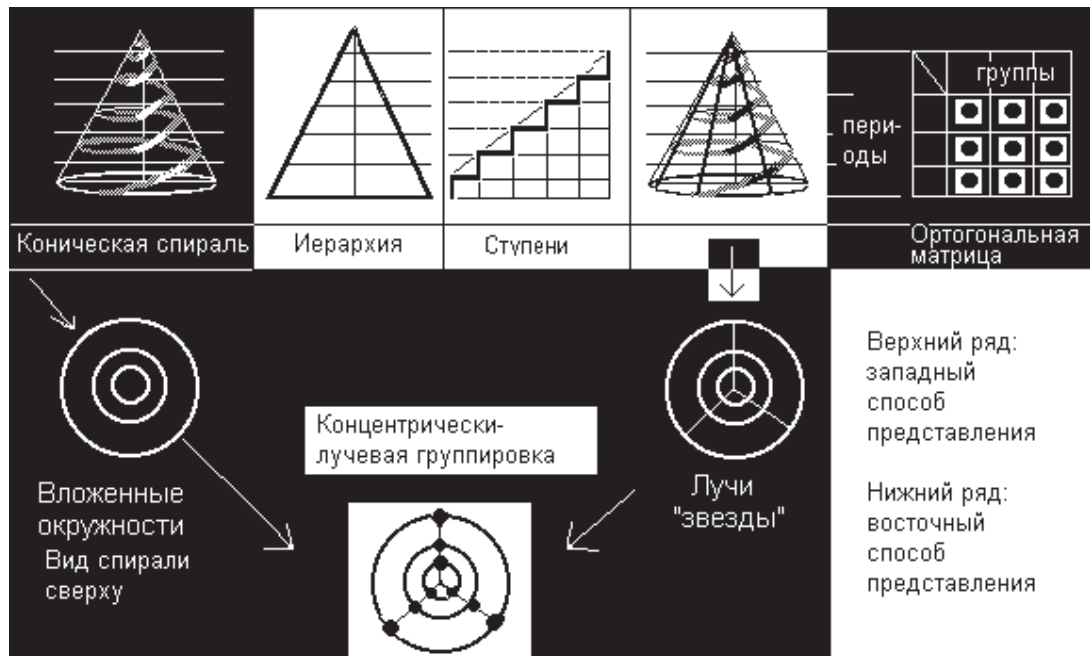 группы
пери-
оды
Коническая спираль
Иерархия
Ступени
Ортогональная
матрица
Верхний ряд:
западный
способ
представления
Концентрически-
лучевая группировка
Лучи
"звезды"
Вложенные
окружности
Вид спирали
сверху
Нижний ряд:
восточный
способ
представления